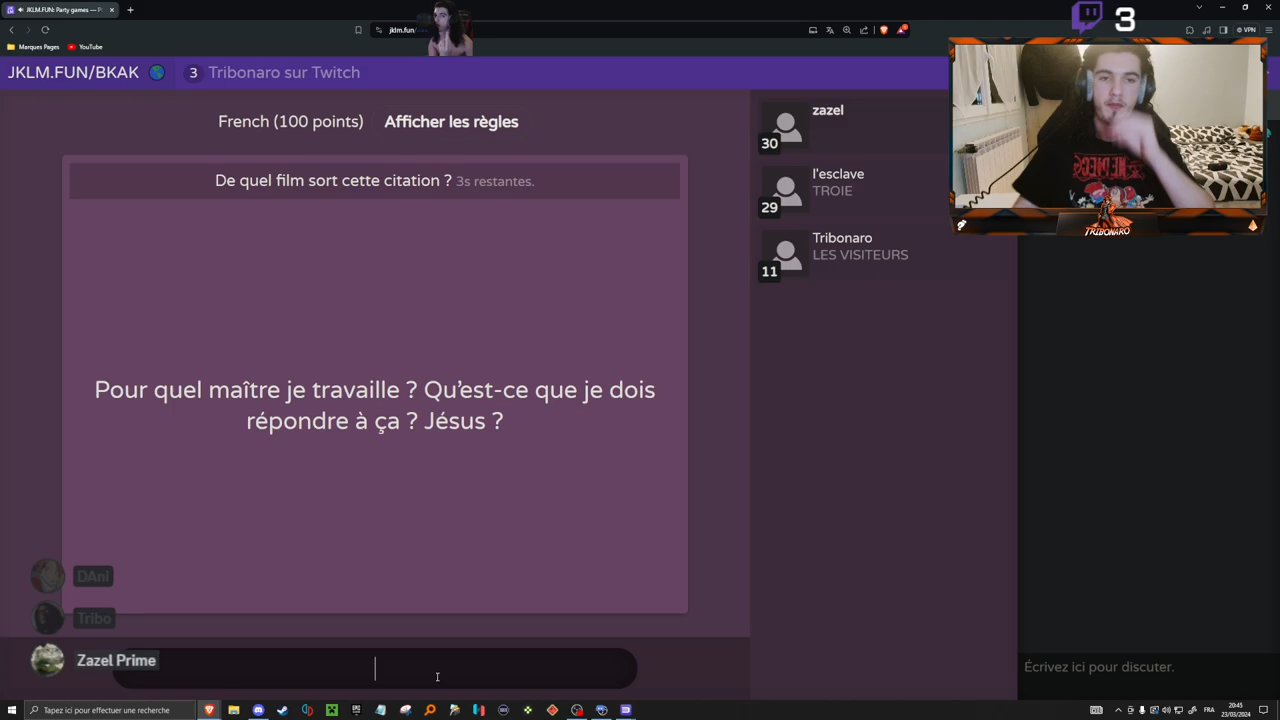 JKLM.FUN: Party games — P
jklm.fun/
VPN
3
Marques Pages
YouTube
JKLM.FUN/BKAK
3
Tribonaro sur Twitch
French (100 points)
Afficher les règles
De quel film sort cette citation ? 3s restantes.
Pour quel maître je travaille ? Qu'est-ce que je dois
répondre à ça ? Jésus ?
zazel
30
l'esclave
TROIE
29
Tribonaro
LES VISITEURS
11
TRIBONARO
DAni
Tribo
Zazel Prime
Écrivez ici pour discuter.
Tapez ici pour effectuer une recherche
FRA
20:45
23/03/2024